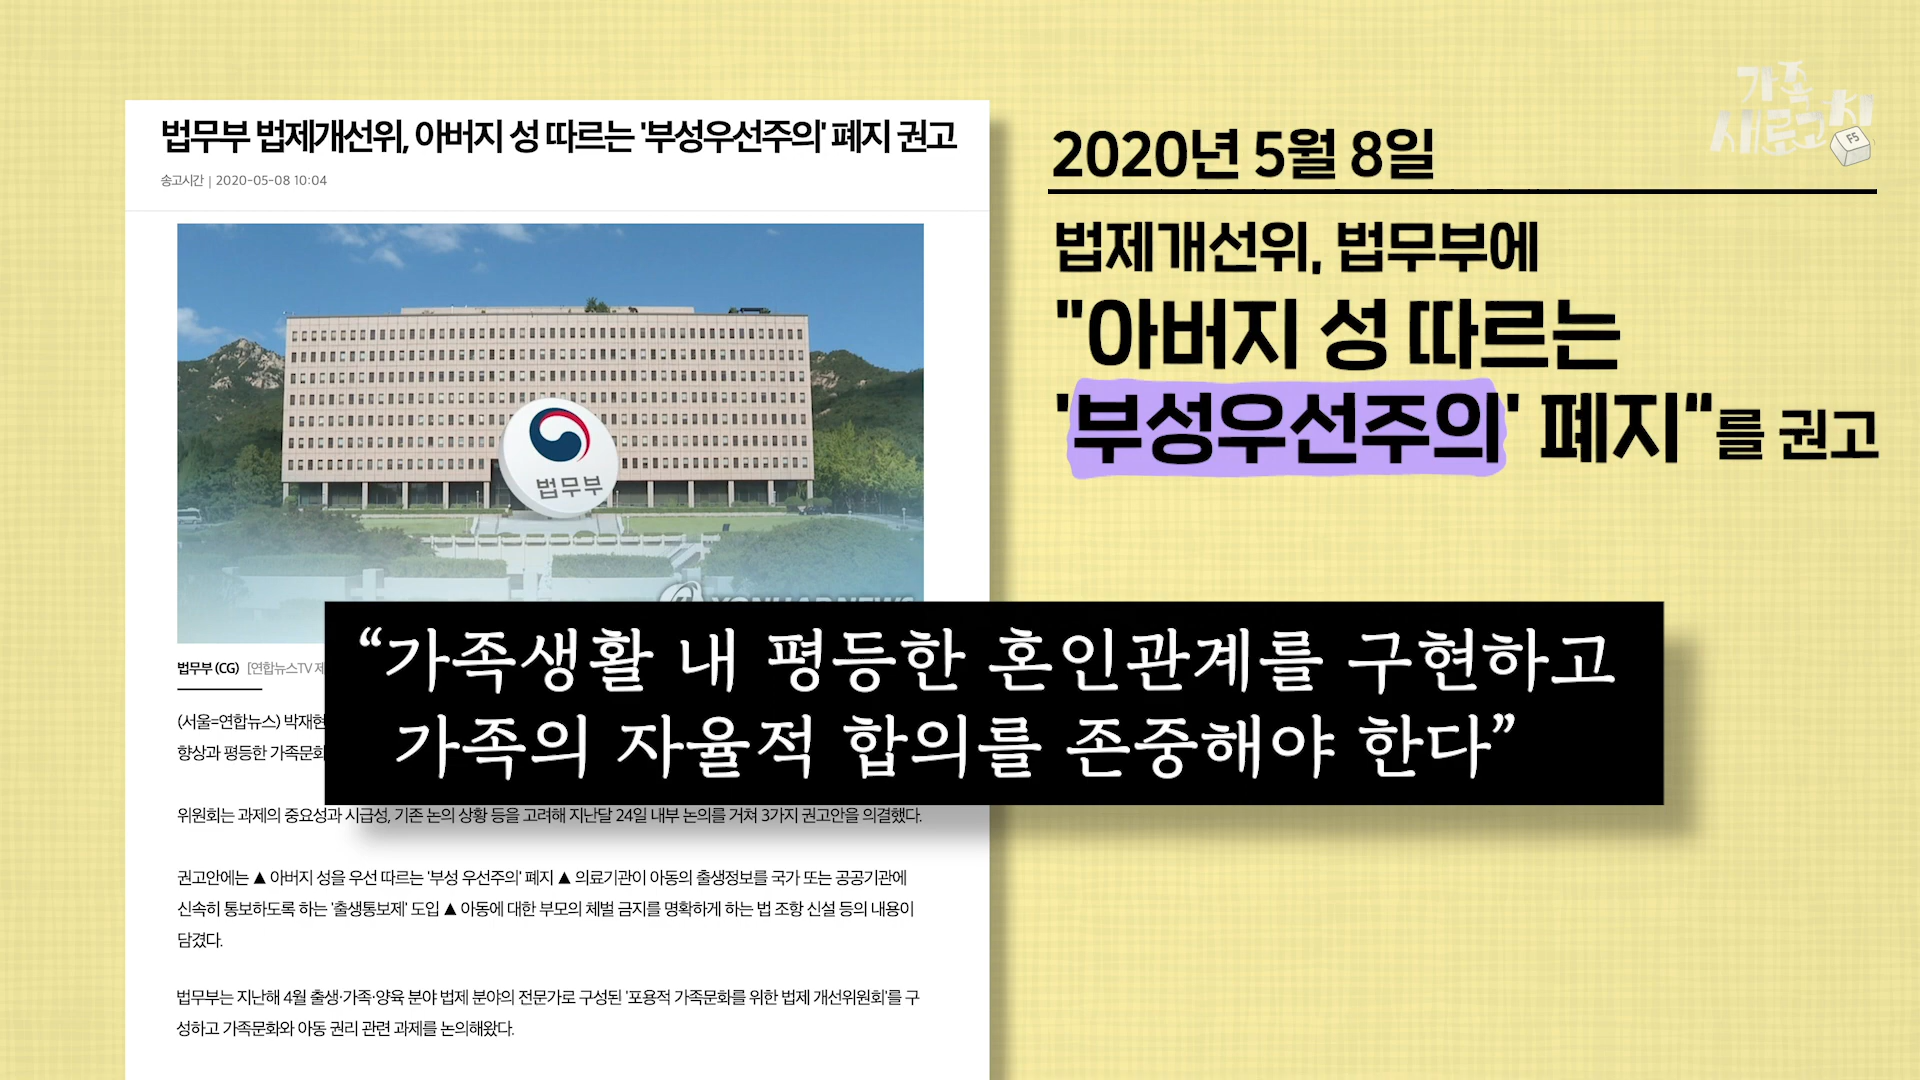 법무부 법제개선위, 아버지 성 따르는 '부성우선주의' 폐지 권고
송고시간 | 2020-05-08 10:04
법무부
법무부 (CG) [연합뉴스TV 제
(서울=연합뉴스) 박재현
향상과 평등한 가족문화
위원회는 과제의 중요성과 시급성, 기존 논의 상황 등을 고려해 지난달 24일 내부 논의를 거쳐 3가지 권고안을 의결했다.
권고안에는 ▲ 아버지 성을 우선 따르는 '부성 우선주의' 폐지 ▲ 의료기관이 아동의 출생정보를 국가 또는 공공기관에
신속히 통보하도록 하는 '출생통보제' 도입 ▲ 아동에 대한 부모의 체벌 금지를 명확하게 하는 법 조항 신설 등의 내용이
담겼다.
법무부는 지난해 4월 출생·가족·양육 분야 법제 분야의 전문가로 구성된 '포용적 가족문화를 위한 법제 개선위원회'를 구
성하고 가족문화와 아동 권리 관련 과제를 논의해왔다.
가족
새로고침
F5
2020년 5월 8일
법제개선위, 법무부에
"아버지 성 따르는
'부성우선주의' 폐지"를 권고
“가족생활 내 평등한 혼인관계를 구현하고
가족의 자율적 합의를 존중해야 한다”